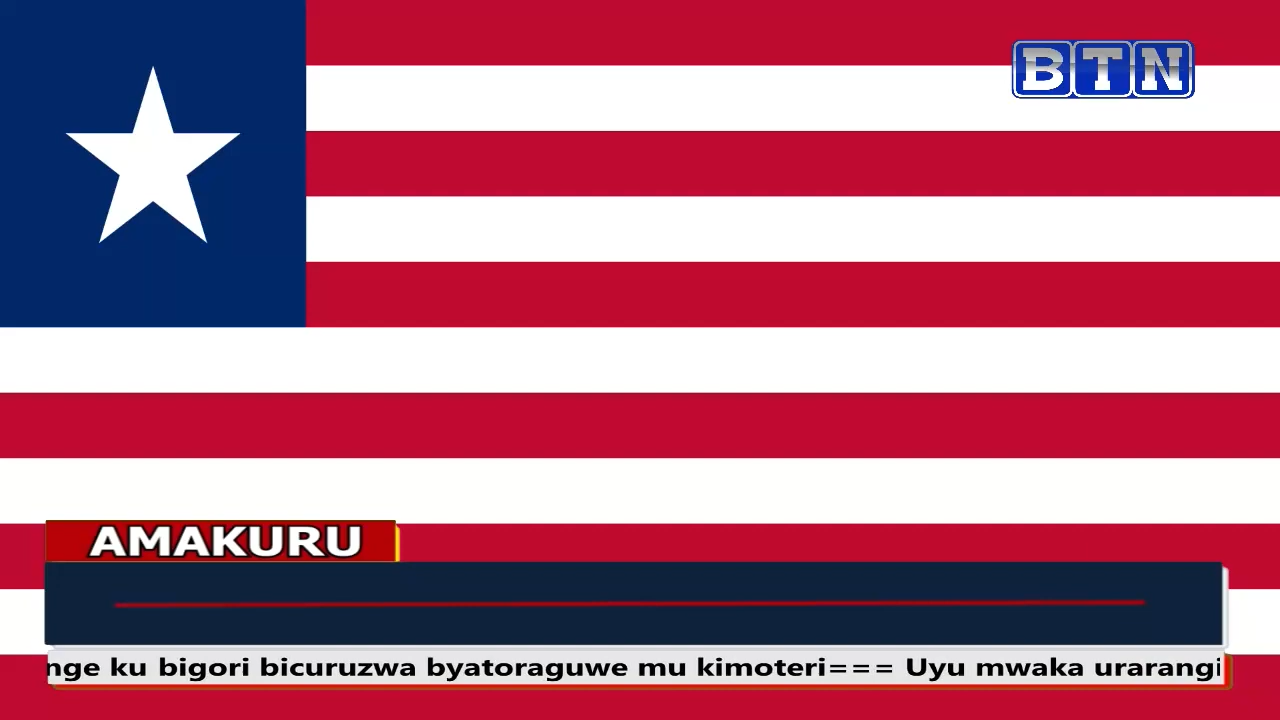 BTN
AMAKURU
nge ku bigori bicuruzwa byatoraguwe mu kimoteri=== Uyu mwaka urarangi